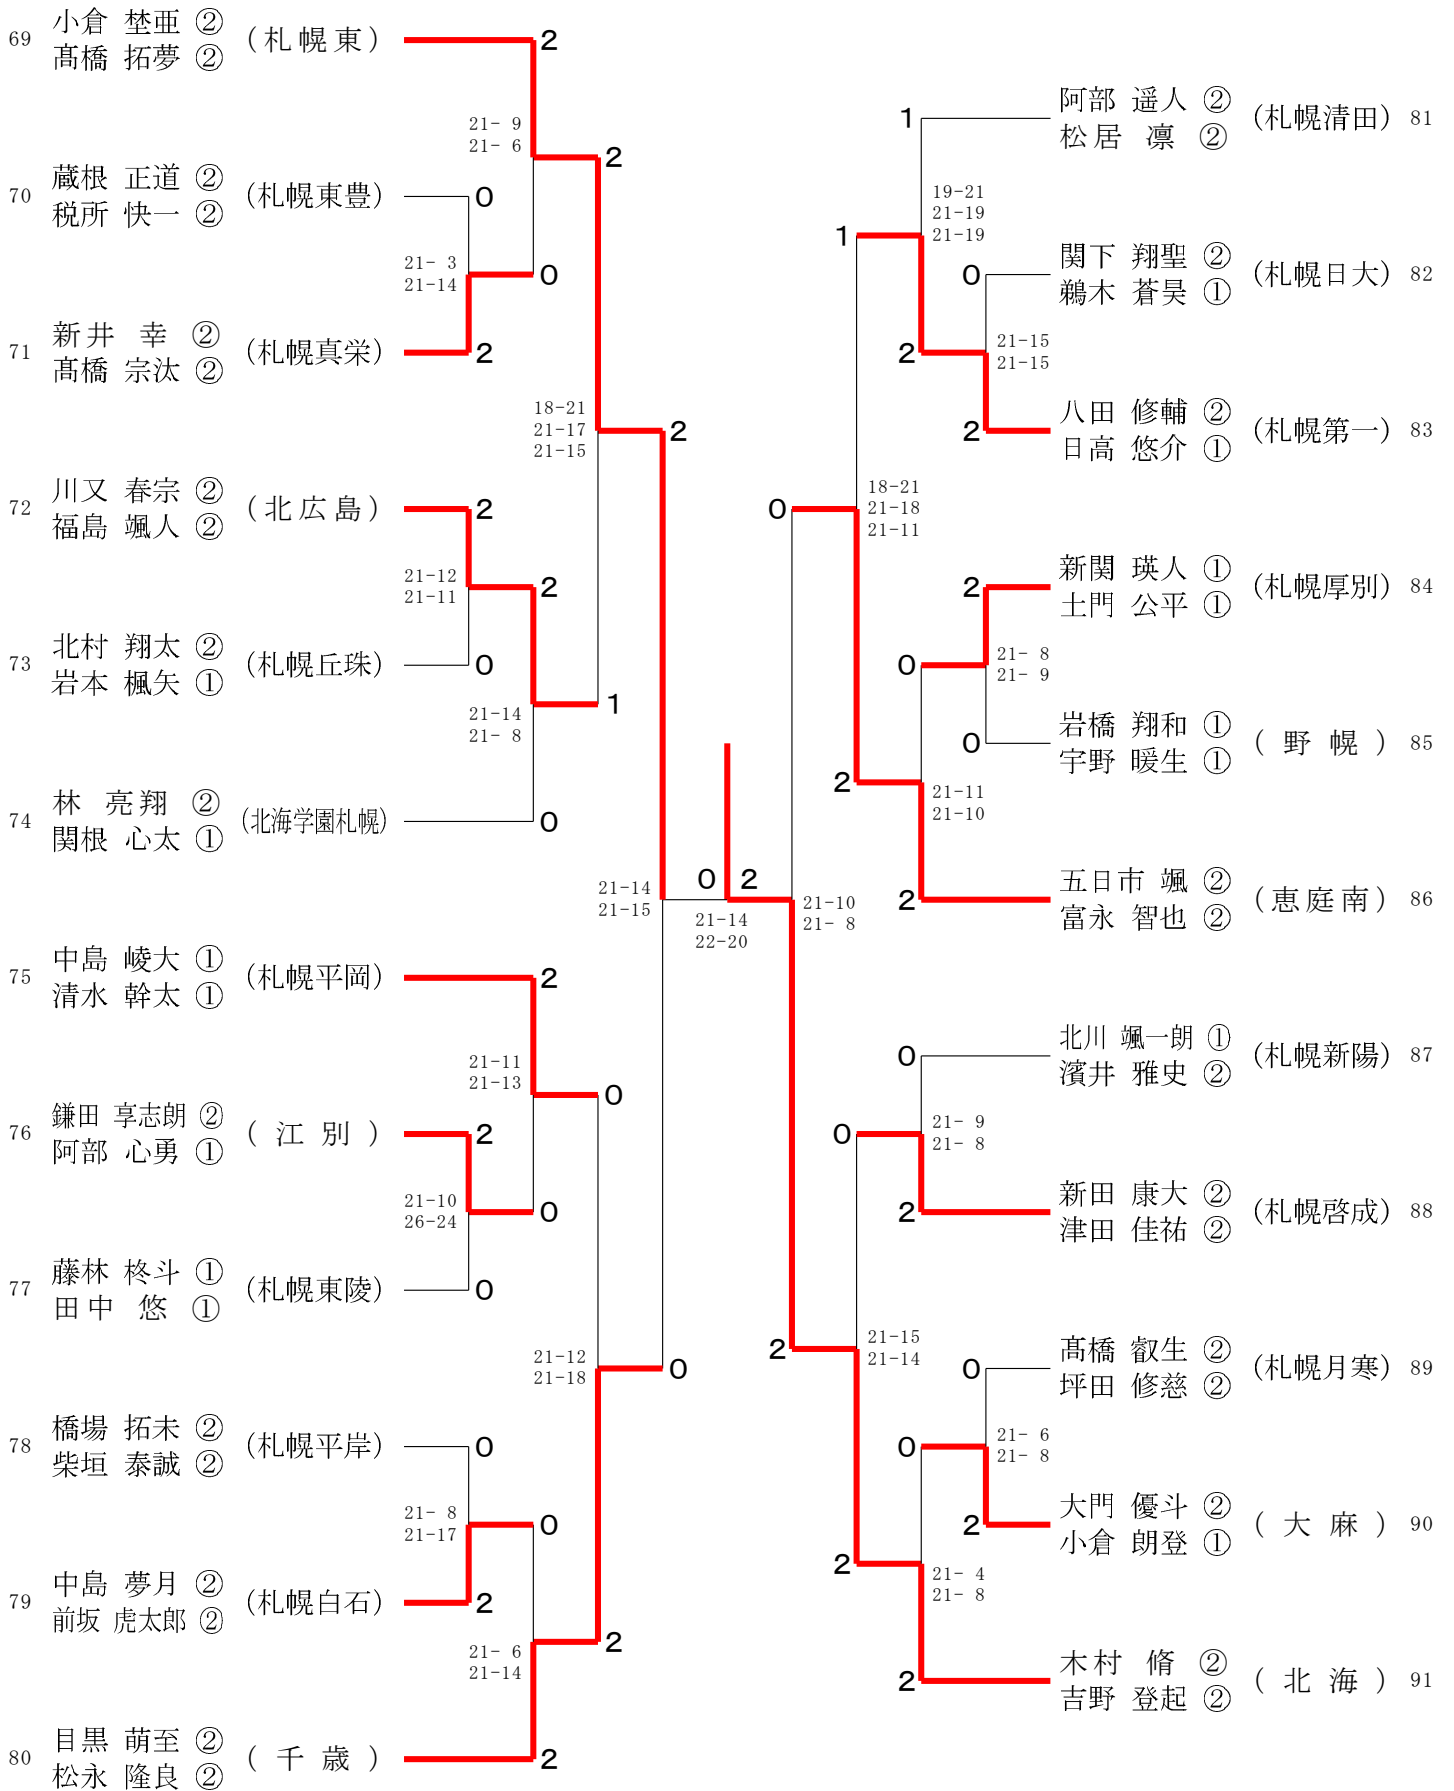 69 小倉 埜亜 ② (札幌東) 2
髙橋 拓夢 ②
21- 9
21- 6
2
70 蔵根 正道 ② (札幌東豊) 0
税所 快一 ②
21- 3
21-14
0
71 新井 幸 ② (札幌真栄) 2
髙橋 宗汰 ②
18-21
21-17
21-15
2
72 川又 春宗 ② (北広島) 2
福島 颯人 ②
21-12
21-11
2
73 北村 翔太 ② (札幌丘珠) 0
岩本 楓矢 ①
21-14
21- 8
1
74 林 亮翔 ② (北海学園札幌) 0
関根 心太 ①
21-14
21-15
75 中島 崚大 ① (札幌平岡) 2
清水 幹太 ①
21-11
21-13
0
76 鎌田 享志朗 ② (江別) 2
阿部 心勇 ①
21-10
26-24
0
77 藤林 柊斗 ① (札幌東陵) 0
田中 悠 ①
21-12
21-18
0
78 橋場 拓未 ② (札幌平岸) 0
柴垣 泰誠 ②
21- 8
21-17
0
79 中島 夢月 ② (札幌白石) 2
前坂 虎太郎 ②
21- 6
21-14
2
80 目黒 萌至 ② (千歳) 2
松永 隆良 ②
0 2
21-14
22-20
1 阿部 遥人 ② (札幌清田) 81
松居 凛 ②
19-21
21-19
21-19
1
0 関下 翔聖 ② (札幌日大) 82
鵜木 蒼昊 ①
21-15
21-15
2
2 八田 修輔 ② (札幌第一) 83
日高 悠介 ①
18-21
21-18
21-11
0
2 新関 瑛人 ① (札幌厚別) 84
土門 公平 ①
21- 8
21- 9
0
0 岩橋 翔和 ① (野幌) 85
宇野 暖生 ①
21-11
21-10
2
2 五日市 颯 ② (恵庭南) 86
富永 智也 ②
21-10
21- 8
0 北川 颯一朗 ① (札幌新陽) 87
濱井 雅史 ②
21- 9
21- 8
0
2 新田 康大 ② (札幌啓成) 88
津田 佳祐 ②
21-15
21-14
2
0 髙橋 叡生 ② (札幌月寒) 89
坪田 修慈 ②
21- 6
21- 8
0
2 大門 優斗 ② (大麻) 90
小倉 朗登 ①
21- 4
21- 8
2
2 木村 脩 ② (北海) 91
吉野 登起 ②